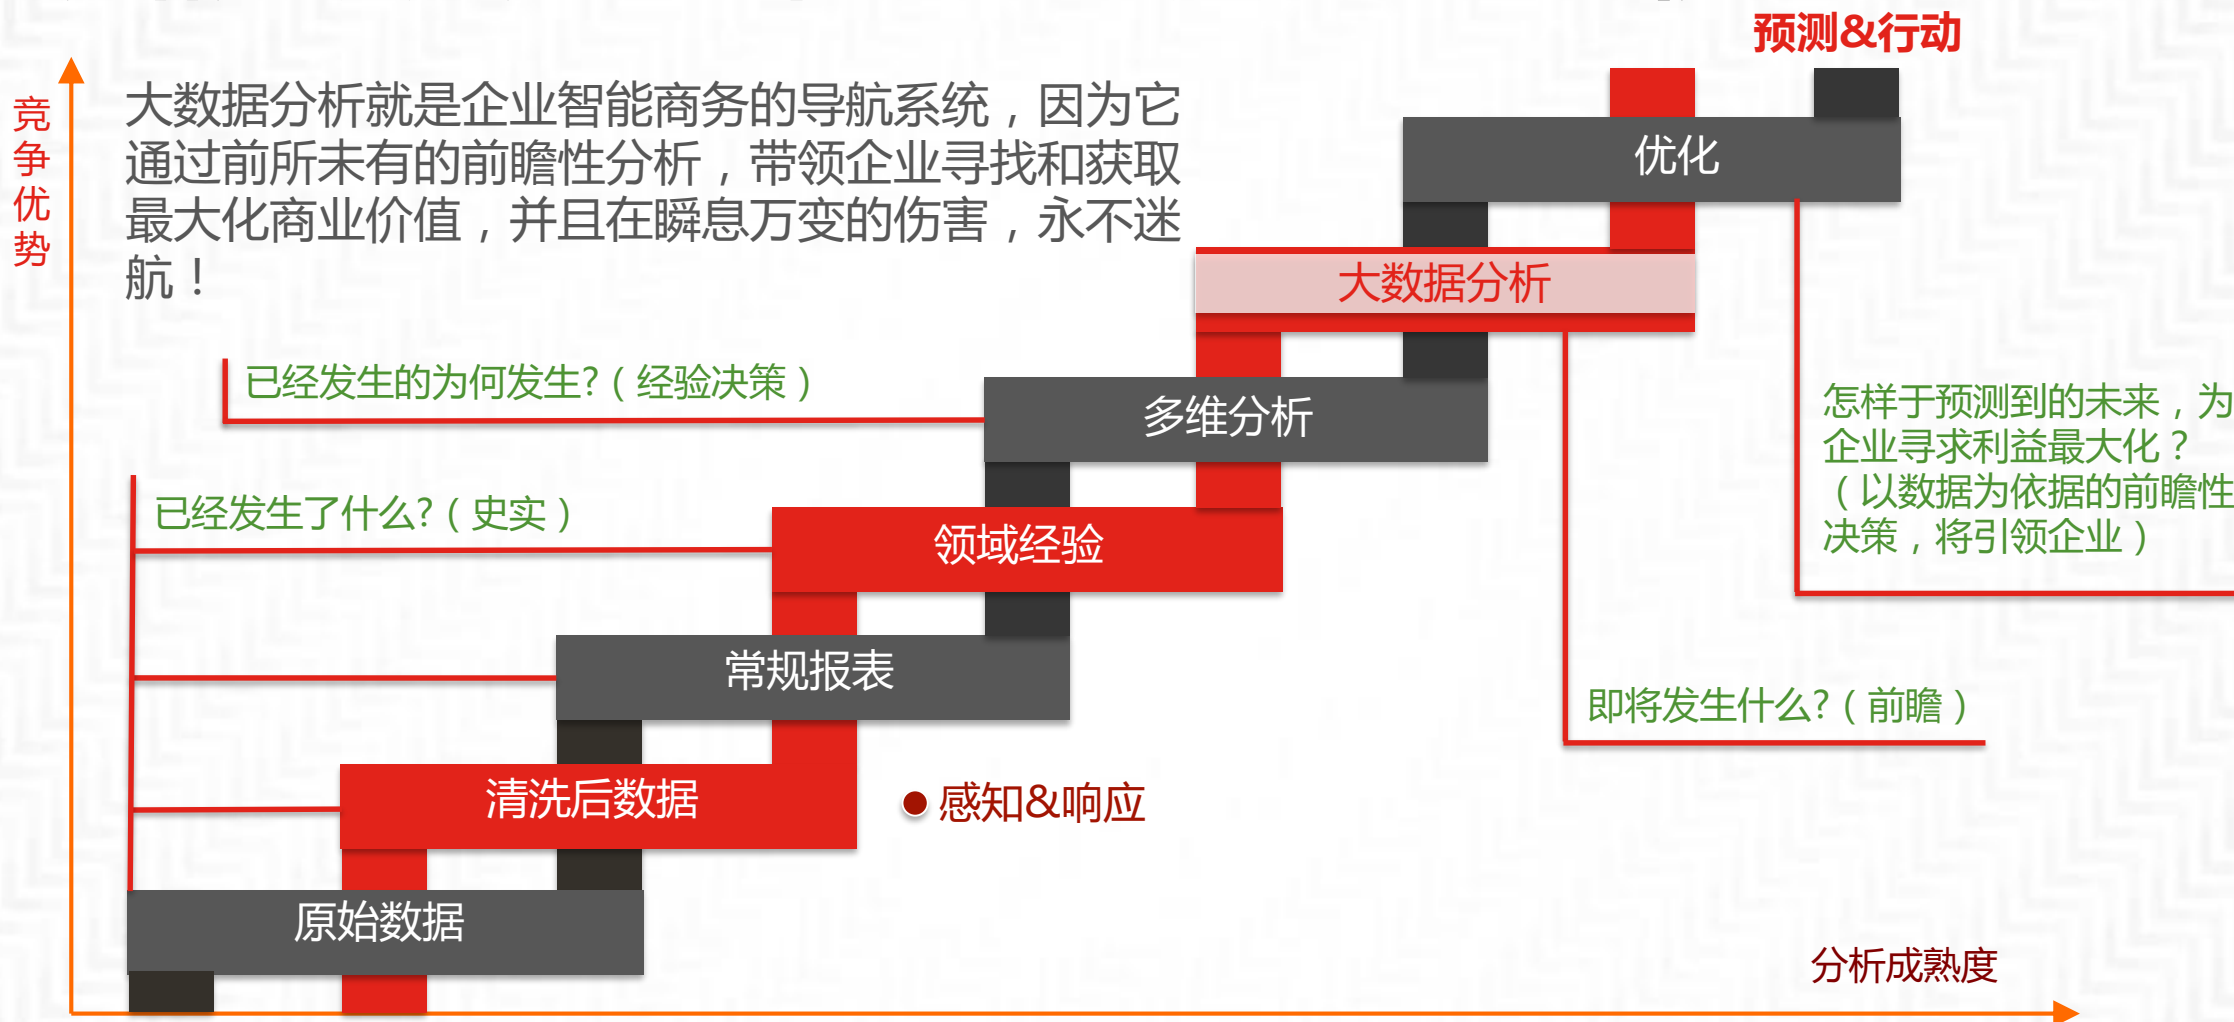 预测&行动
竞争优势
大数据分析就是企业智能商务的导航系统，因为它
通过前所未有的前瞻性分析，带领企业寻找和获取
最大化商业价值，并且在瞬息万变的伤害，永不迷
航！
优化
大数据分析
已经发生的为何发生?（经验决策）
多维分析
怎样于预测到的未来，为
企业寻求利益最大化？
（以数据为依据的前瞻性
决策，将引领企业）
已经发生了什么?（史实）
领域经验
常规报表
即将发生什么?（前瞻）
清洗后数据
感知&响应
原始数据
分析成熟度